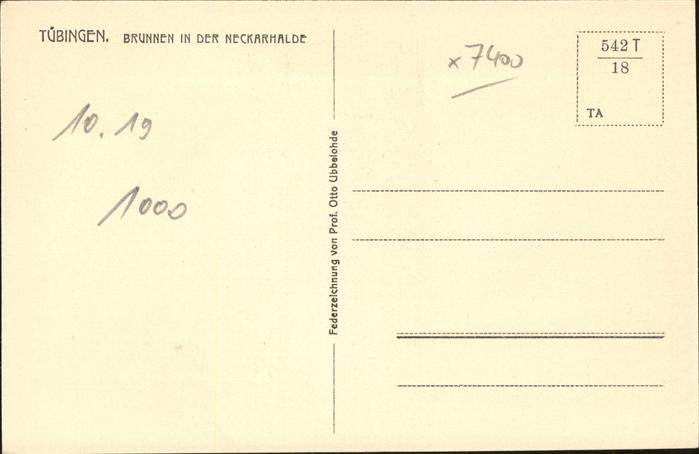 TÜBINGEN. BRUNNEN IN DER NECKARHALDE
10.19
1000
Federzeichnung von Prof. Otto Ubbelohde
x7400
542 T
18
TA